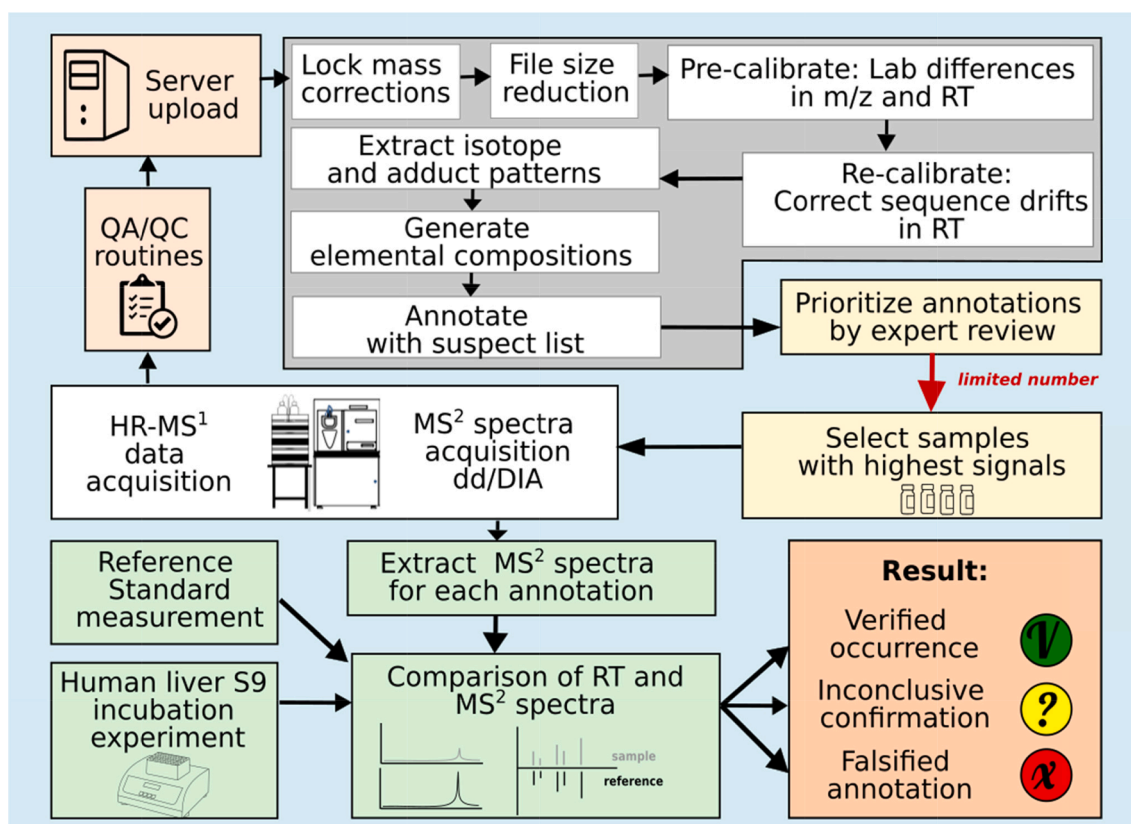 Server
upload
Lock mass
corrections
File size
reduction
Pre-calibrate: Lab differences
in m/z and RT
Extract isotope
and adduct patterns
Re-calibrate:
Correct sequence drifts
in RT
QA/QC
routines
Generate
elemental compositions
Annotate
with suspect list
Prioritize annotations
by expert review
limited number
HR-MS¹
data
acquisition
MS² spectra
acquisition
dd/DIA
Select samples
with highest signals
Reference
Standard
measurement
Extract MS² spectra
for each annotation
Result:
Verified
occurrence
V
Human liver S9
incubation
experiment
Comparison of RT and
MS² spectra
sample
reference
Inconclusive
confirmation
?
Falsified
annotation
x